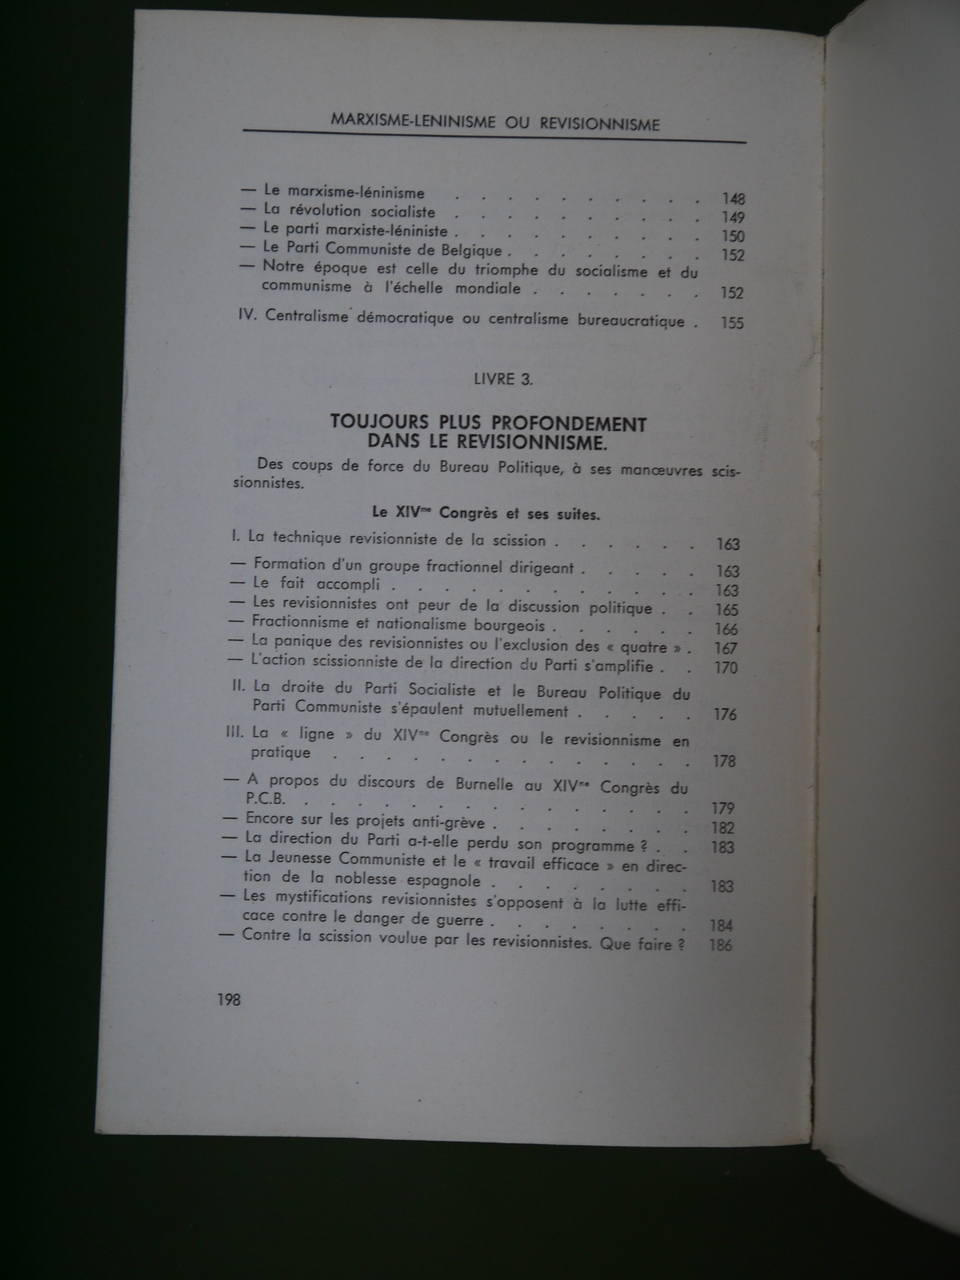 MARXISME-LENINISME OU REVISIONNISME
— Le marxisme-léninisme . . . . . . . . . . 148
— La révolution socialiste . . . . . . . . . . 149
— Le parti marxiste-léniniste . . . . . . . . . . 150
— Le Parti Communiste de Belgique . . . . . . . . 152
— Notre époque est celle du triomphe du socialisme et du
communisme à l'échelle mondiale . . . . . . . 152
IV. Centralisme démocratique ou centralisme bureaucratique . 155
LIVRE 3.
TOUJOURS PLUS PROFONDEMENT
DANS LE REVISIONNISME.
Des coups de force du Bureau Politique, à ses manœuvres scis-
sionnistes.
Le XIVme Congrès et ses suites.
I. La technique revisionniste de la scission . . . . . . 163
— Formation d'un groupe fractionnel dirigeant . . . . . 163
— Le fait accompli . . . . . . . . . . . . 163
— Les revisionnistes ont peur de la discussion politique . . 165
— Fractionnisme et nationalisme bourgeois . . . . . . 166
— La panique des revisionnistes ou l'exclusion des « quatre » . 167
— L'action scissionniste de la direction du Parti s'amplifie . . 170
II. La droite du Parti Socialiste et le Bureau Politique du
Parti Communiste s'épaulent mutuellement . . . . . 176
III. La « ligne » du XIVme Congrès ou le revisionnisme en
pratique . . . . . . . . . . . . . . 178
— A propos du discours de Burnelle au XIVme Congrès du
P.C.B. . . . . . . . . . . . . . . . 179
— Encore sur les projets anti-grève . . . . . . . . 182
— La direction du Parti a-t-elle perdu son programme ? . . 183
— La Jeunesse Communiste et le « travail efficace » en direc-
tion de la noblesse espagnole . . . . . . . . 183
— Les mystifications revisionnistes s'opposent à la lutte effi-
cace contre le danger de guerre . . . . . . . . 184
— Contre la scission voulue par les revisionnistes. Que faire ? 186
198